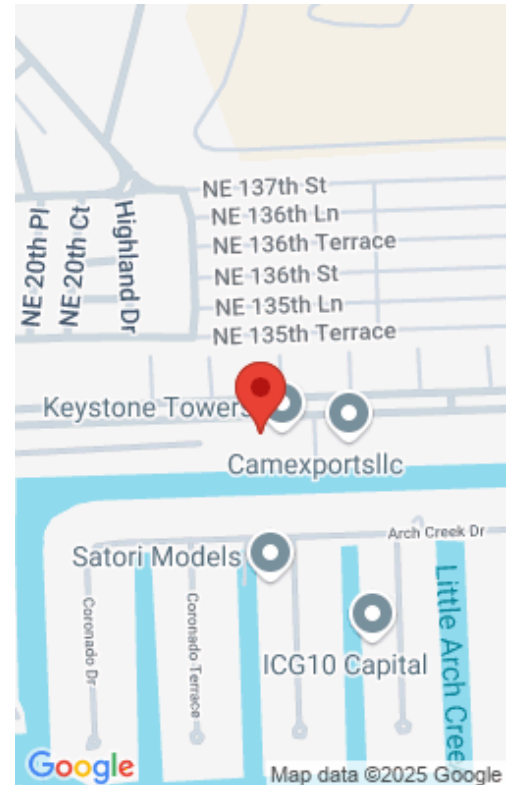 NE 137th St
NE 136th Ln
NE 136th Terrace
NE 136th St
NE 135th Ln
NE 135th Terrace
NE 20th Pl
NE 20th Ct
Highland Dr
Keystone Towers
Camexportsllc
Arch Creek Dr
Satori Models
Coronado Dr
Coronado Terrace
ICG10 Capital
Little Arch Cree
Google
Map data ©2025 Google